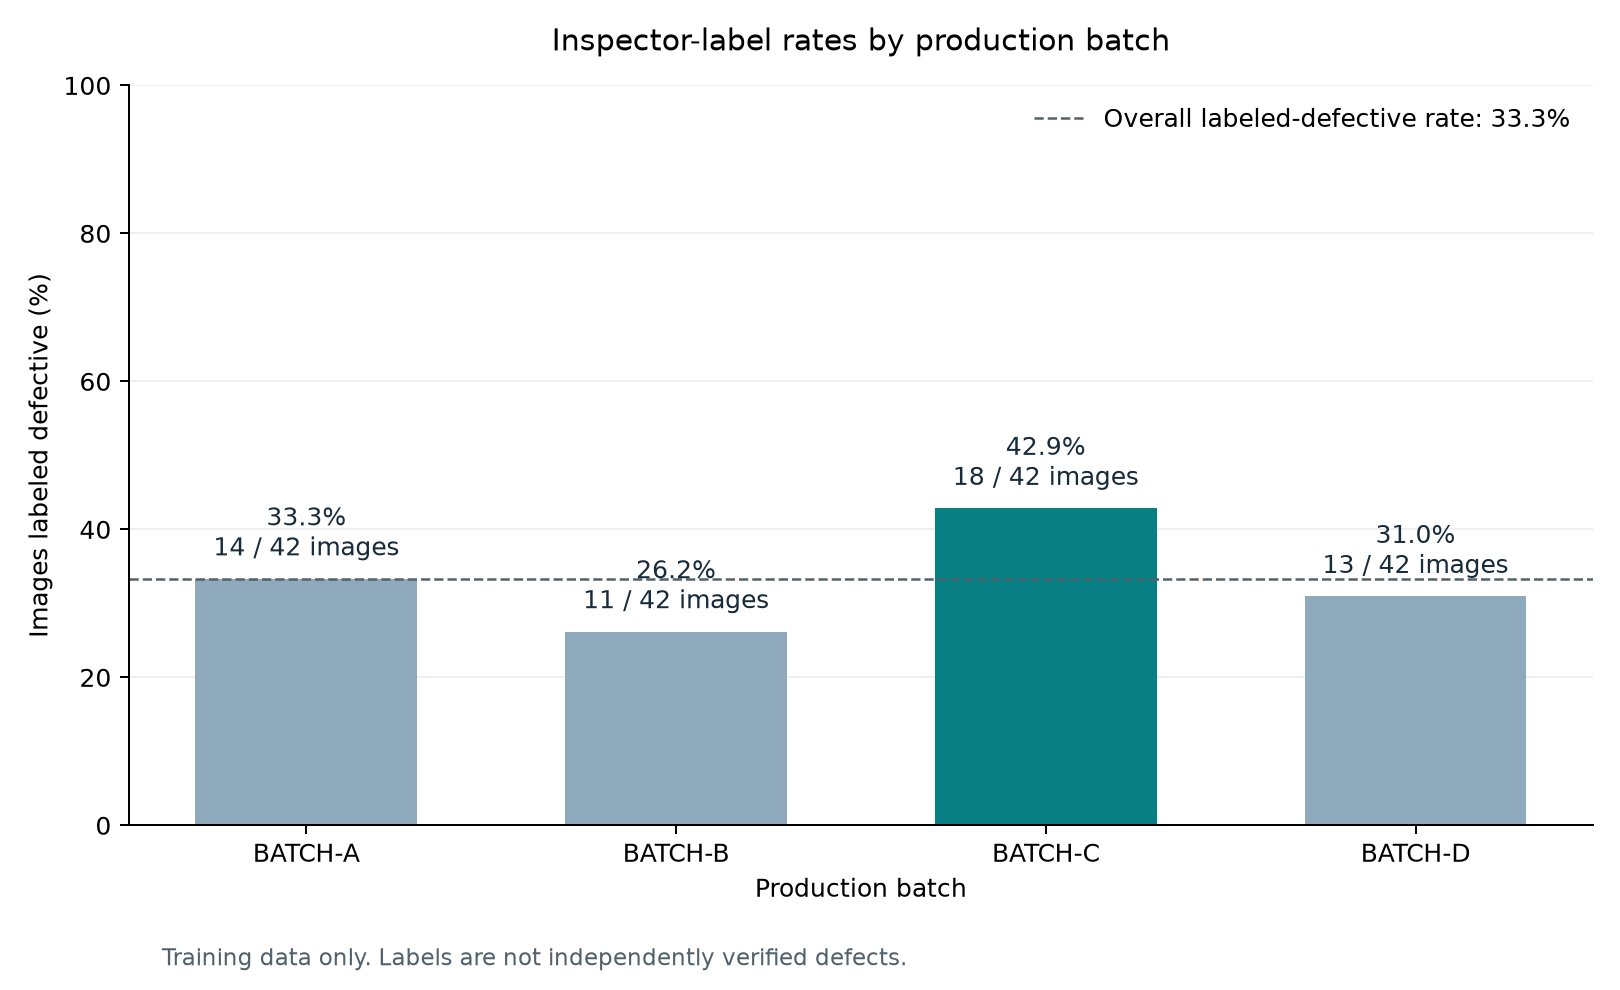 Inspector-label rates by production batch
Overall labeled-defective rate: 33.3%
Images labeled defective (%)
100
80
60
40
20
0
33.3%
14 / 42 images
26.2%
11 / 42 images
42.9%
18 / 42 images
31.0%
13 / 42 images
BATCH-A
BATCH-B
BATCH-C
BATCH-D
Production batch
Training data only. Labels are not independently verified defects.